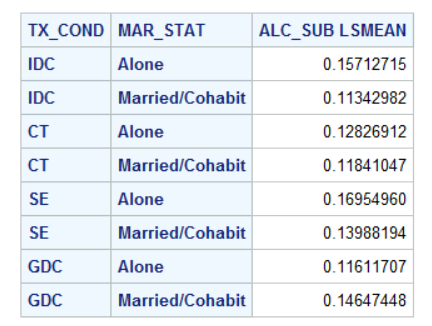 TX_COND MAR_STAT ALC_SUB LSMEAN
IDC Alone 0.15712715
IDC Married/Cohabit 0.11342982
CT Alone 0.12826912
CT Married/Cohabit 0.11841047
SE Alone 0.16954960
SE Married/Cohabit 0.13988194
GDC Alone 0.11611707
GDC Married/Cohabit 0.14647448